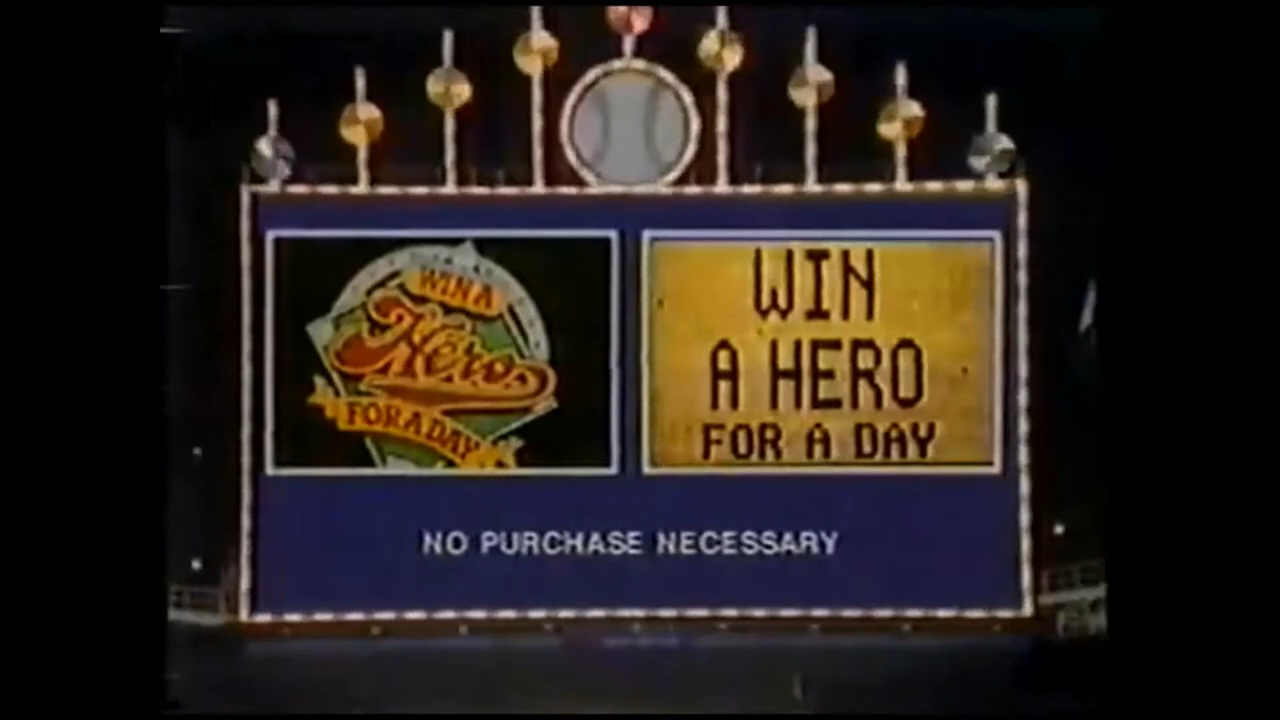 WIN A
Hero
FOR A DAY
WIN
A HERO
FOR A DAY
NO PURCHASE NECESSARY